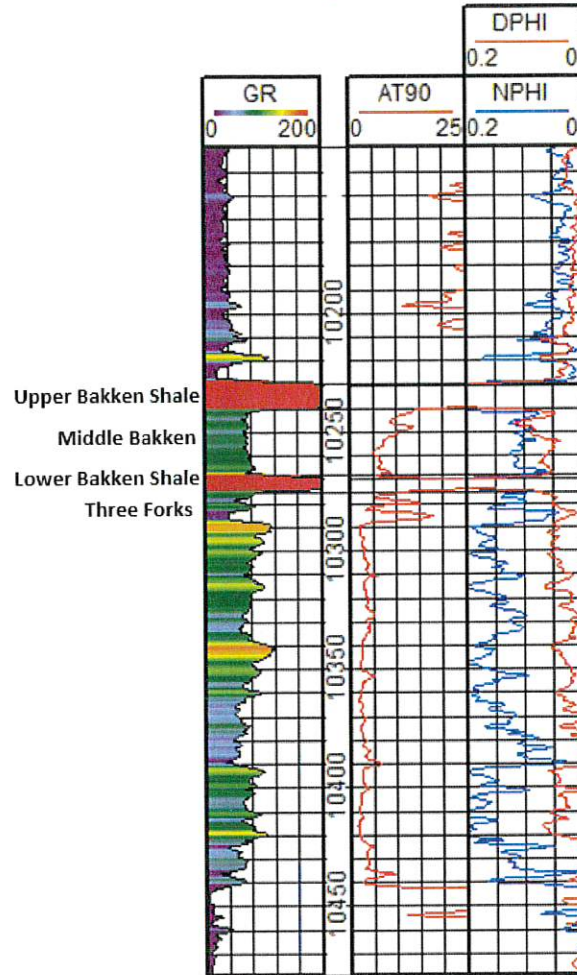 DPHI
0.2 0
GR AT90 NPHI
0 200 0 25 0.2 0
10200
Upper Bakken Shale
10250
Middle Bakken
Lower Bakken Shale
Three Forks
10300
10350
10400
10450